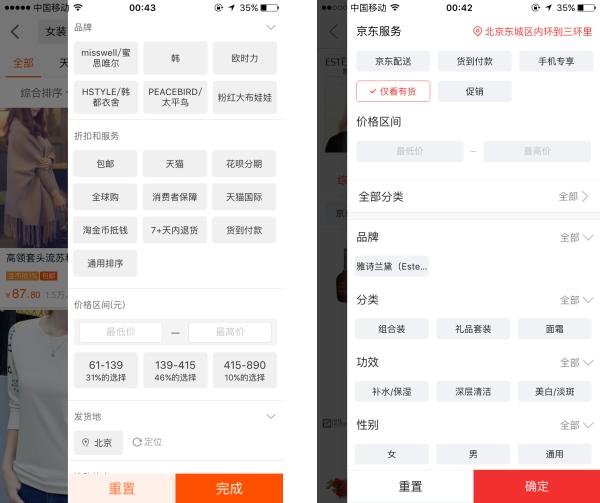 中国移动
00:43
35%
女装
全部
天
综合排序
高领套头流苏
金币抵1%
包邮
¥87.80
1.5万
品牌
misswell/蜜
思唯尔
韩
欧时力
HSTYLE/韩
都衣舍
PEACEBIRD/
太平鸟
粉红大布娃娃
折扣和服务
包邮
天猫
花呗分期
全球购
消费者保障
天猫国际
淘金币抵钱
7+天内退货
货到付款
通用排序
价格区间(元)
最低价
—
最高价
61-139
31%的选择
139-415
46%的选择
415-890
10%的选择
发货地
北京
定位
重置
完成
中国移动
00:42
35%
京东服务
北京东城区内环到三环里
京东配送
货到付款
手机专享
仅看有货
促销
价格区间
最低价
–
最高价
全部分类
全部
品牌
全部
雅诗兰黛（Este...
分类
全部
组合装
礼品套装
面霜
功效
全部
补水/保湿
深层清洁
美白/淡斑
性别
全部
女
男
通用
重置
确定